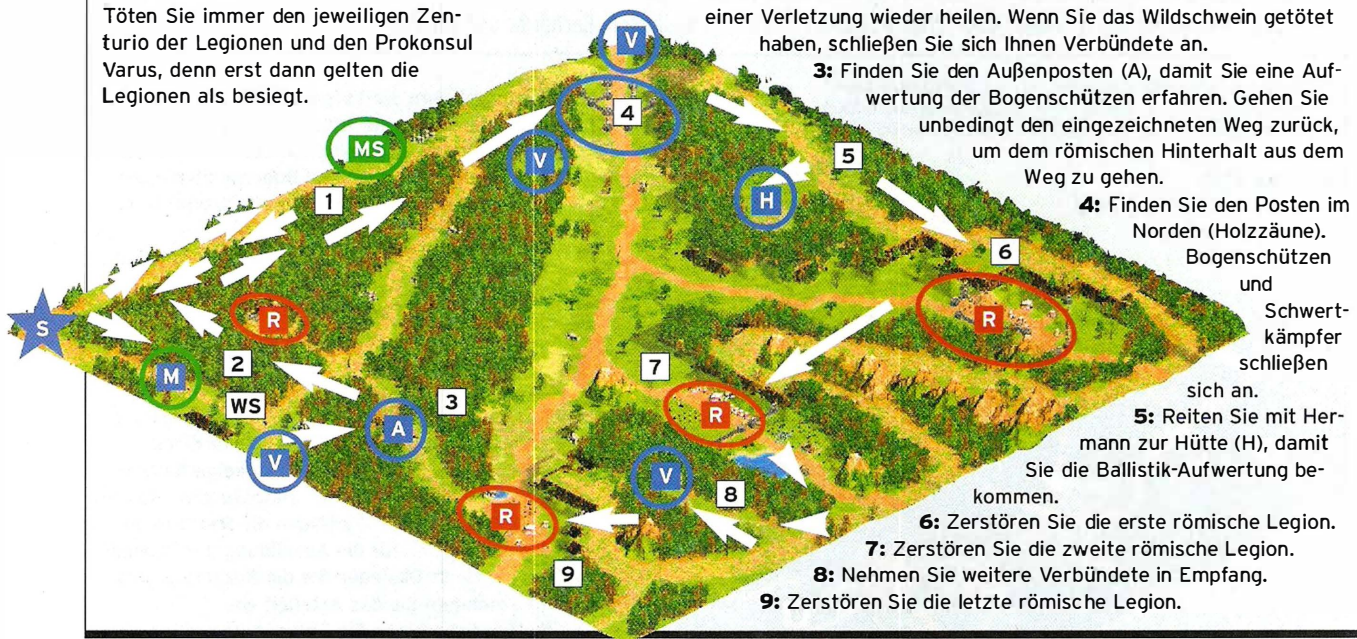 Töten Sie immer den jeweiligen Zen-
turio der Legionen und den Prokonsul
Varus, denn erst dann gelten die
Legionen als besiegt.
einer Verletzung wieder heilen. Wenn Sie das Wildschwein getötet
haben, schließen Sie sich Ihnen Verbündete an.
3: Finden Sie den Außenposten (A), damit Sie eine Auf-
wertung der Bogenschützen erfahren. Gehen Sie
unbedingt den eingezeichneten Weg zurück,
um dem römischen Hinterhalt aus dem
Weg zu gehen.
4: Finden Sie den Posten im
Norden (Holzzäune).
Bogenschützen
und
Schwert-
kämpfer
schließen
sich an.
5: Reiten Sie mit Her-
mann zur Hütte (H), damit
Sie die Ballistik-Aufwertung be-
kommen.
6: Zerstören Sie die erste römische Legion.
7: Zerstören Sie die zweite römische Legion.
8: Nehmen Sie weitere Verbündete in Empfang.
9: Zerstören Sie die letzte römische Legion.
V
4
MS
V
5
1
H
6
S
R
R
2
7
M
WS
3
R
A
V
V
8
R
9